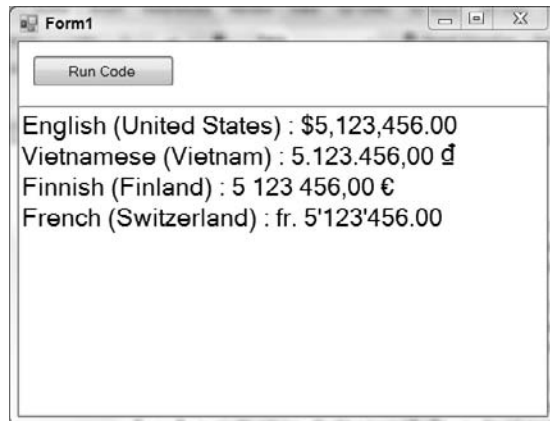 Form1
Run Code
English (United States) : $5,123,456.00
Vietnamese (Vietnam) : 5.123.456,00 ₫
Finnish (Finland) : 5 123 456,00 €
French (Switzerland) : fr. 5'123'456.00